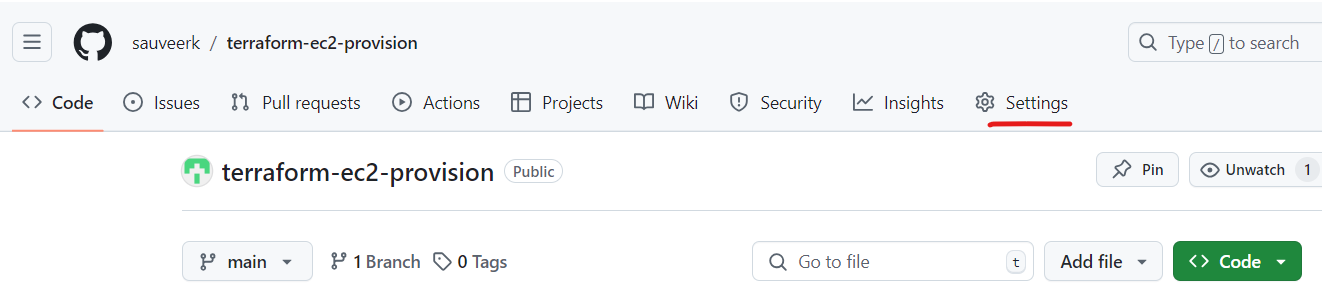 sauveerk / terraform-ec2-provision Type / to search
Code Issues Pull requests Actions Projects Wiki Security Insights Settings
terraform-ec2-provision Public Pin Unwatch 1
main 1 Branch 0 Tags Go to file t Add file Code